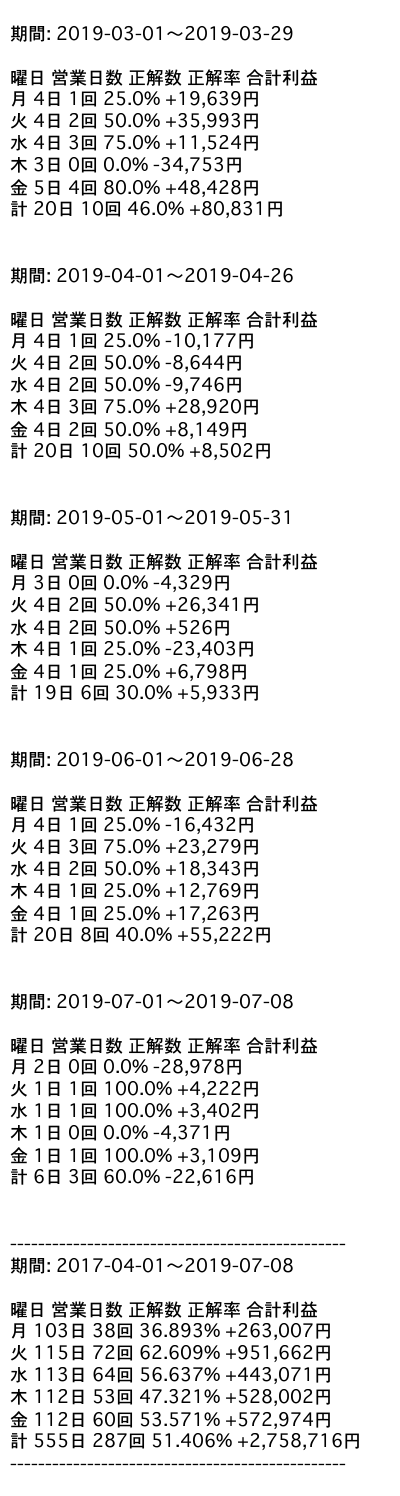 期間: 2019-03-01〜2019-03-29
曜日 営業日数 正解数 正解率 合計利益
月 4日 1回 25.0% +19,639円
火 4日 2回 50.0% +35,993円
水 4日 3回 75.0% +11,524円
木 3日 0回 0.0% -34,753円
金 5日 4回 80.0% +48,428円
計 20日 10回 46.0% +80,831円
期間: 2019-04-01〜2019-04-26
曜日 営業日数 正解数 正解率 合計利益
月 4日 1回 25.0% -10,177円
火 4日 2回 50.0% -8,644円
水 4日 2回 50.0% -9,746円
木 4日 3回 75.0% +28,920円
金 4日 2回 50.0% +8,149円
計 20日 10回 50.0% +8,502円
期間: 2019-05-01〜2019-05-31
曜日 営業日数 正解数 正解率 合計利益
月 3日 0回 0.0% -4,329円
火 4日 2回 50.0% +26,341円
水 4日 2回 50.0% +526円
木 4日 1回 25.0% -23,403円
金 4日 1回 25.0% +6,798円
計 19日 6回 30.0% +5,933円
期間: 2019-06-01〜2019-06-28
曜日 営業日数 正解数 正解率 合計利益
月 4日 1回 25.0% -16,432円
火 4日 3回 75.0% +23,279円
水 4日 2回 50.0% +18,343円
木 4日 1回 25.0% +12,769円
金 4日 1回 25.0% +17,263円
計 20日 8回 40.0% +55,222円
期間: 2019-07-01〜2019-07-08
曜日 営業日数 正解数 正解率 合計利益
月 2日 0回 0.0% -28,978円
火 1日 1回 100.0% +4,222円
水 1日 1回 100.0% +3,402円
木 1日 0回 0.0% -4,371円
金 1日 1回 100.0% +3,109円
計 6日 3回 60.0% -22,616円
------------------------------------------------
期間: 2017-04-01〜2019-07-08
曜日 営業日数 正解数 正解率 合計利益
月 103日 38回 36.893% +263,007円
火 115日 72回 62.609% +951,662円
水 113日 64回 56.637% +443,071円
木 112日 53回 47.321% +528,002円
金 112日 60回 53.571% +572,974円
計 555日 287回 51.406% +2,758,716円
------------------------------------------------